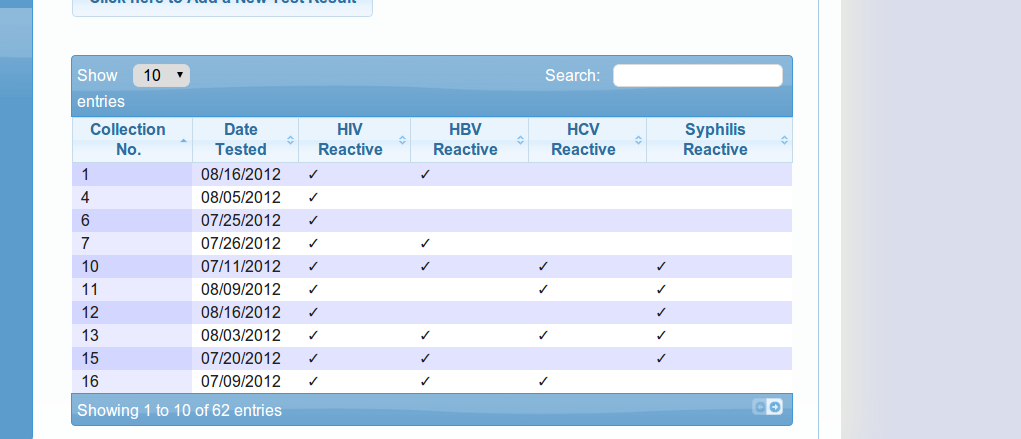 Click here to Add a New Test Result
Show 10 ▼ Search:
entries
Collection No. Date Tested HIV Reactive HBV Reactive HCV Reactive Syphilis Reactive
1 08/16/2012 ✓ ✓
4 08/05/2012 ✓
6 07/25/2012 ✓
7 07/26/2012 ✓ ✓
10 07/11/2012 ✓ ✓ ✓ ✓
11 08/09/2012 ✓ ✓ ✓
12 08/16/2012 ✓ ✓
13 08/03/2012 ✓ ✓ ✓ ✓
15 07/20/2012 ✓ ✓ ✓
16 07/09/2012 ✓ ✓ ✓
Showing 1 to 10 of 62 entries